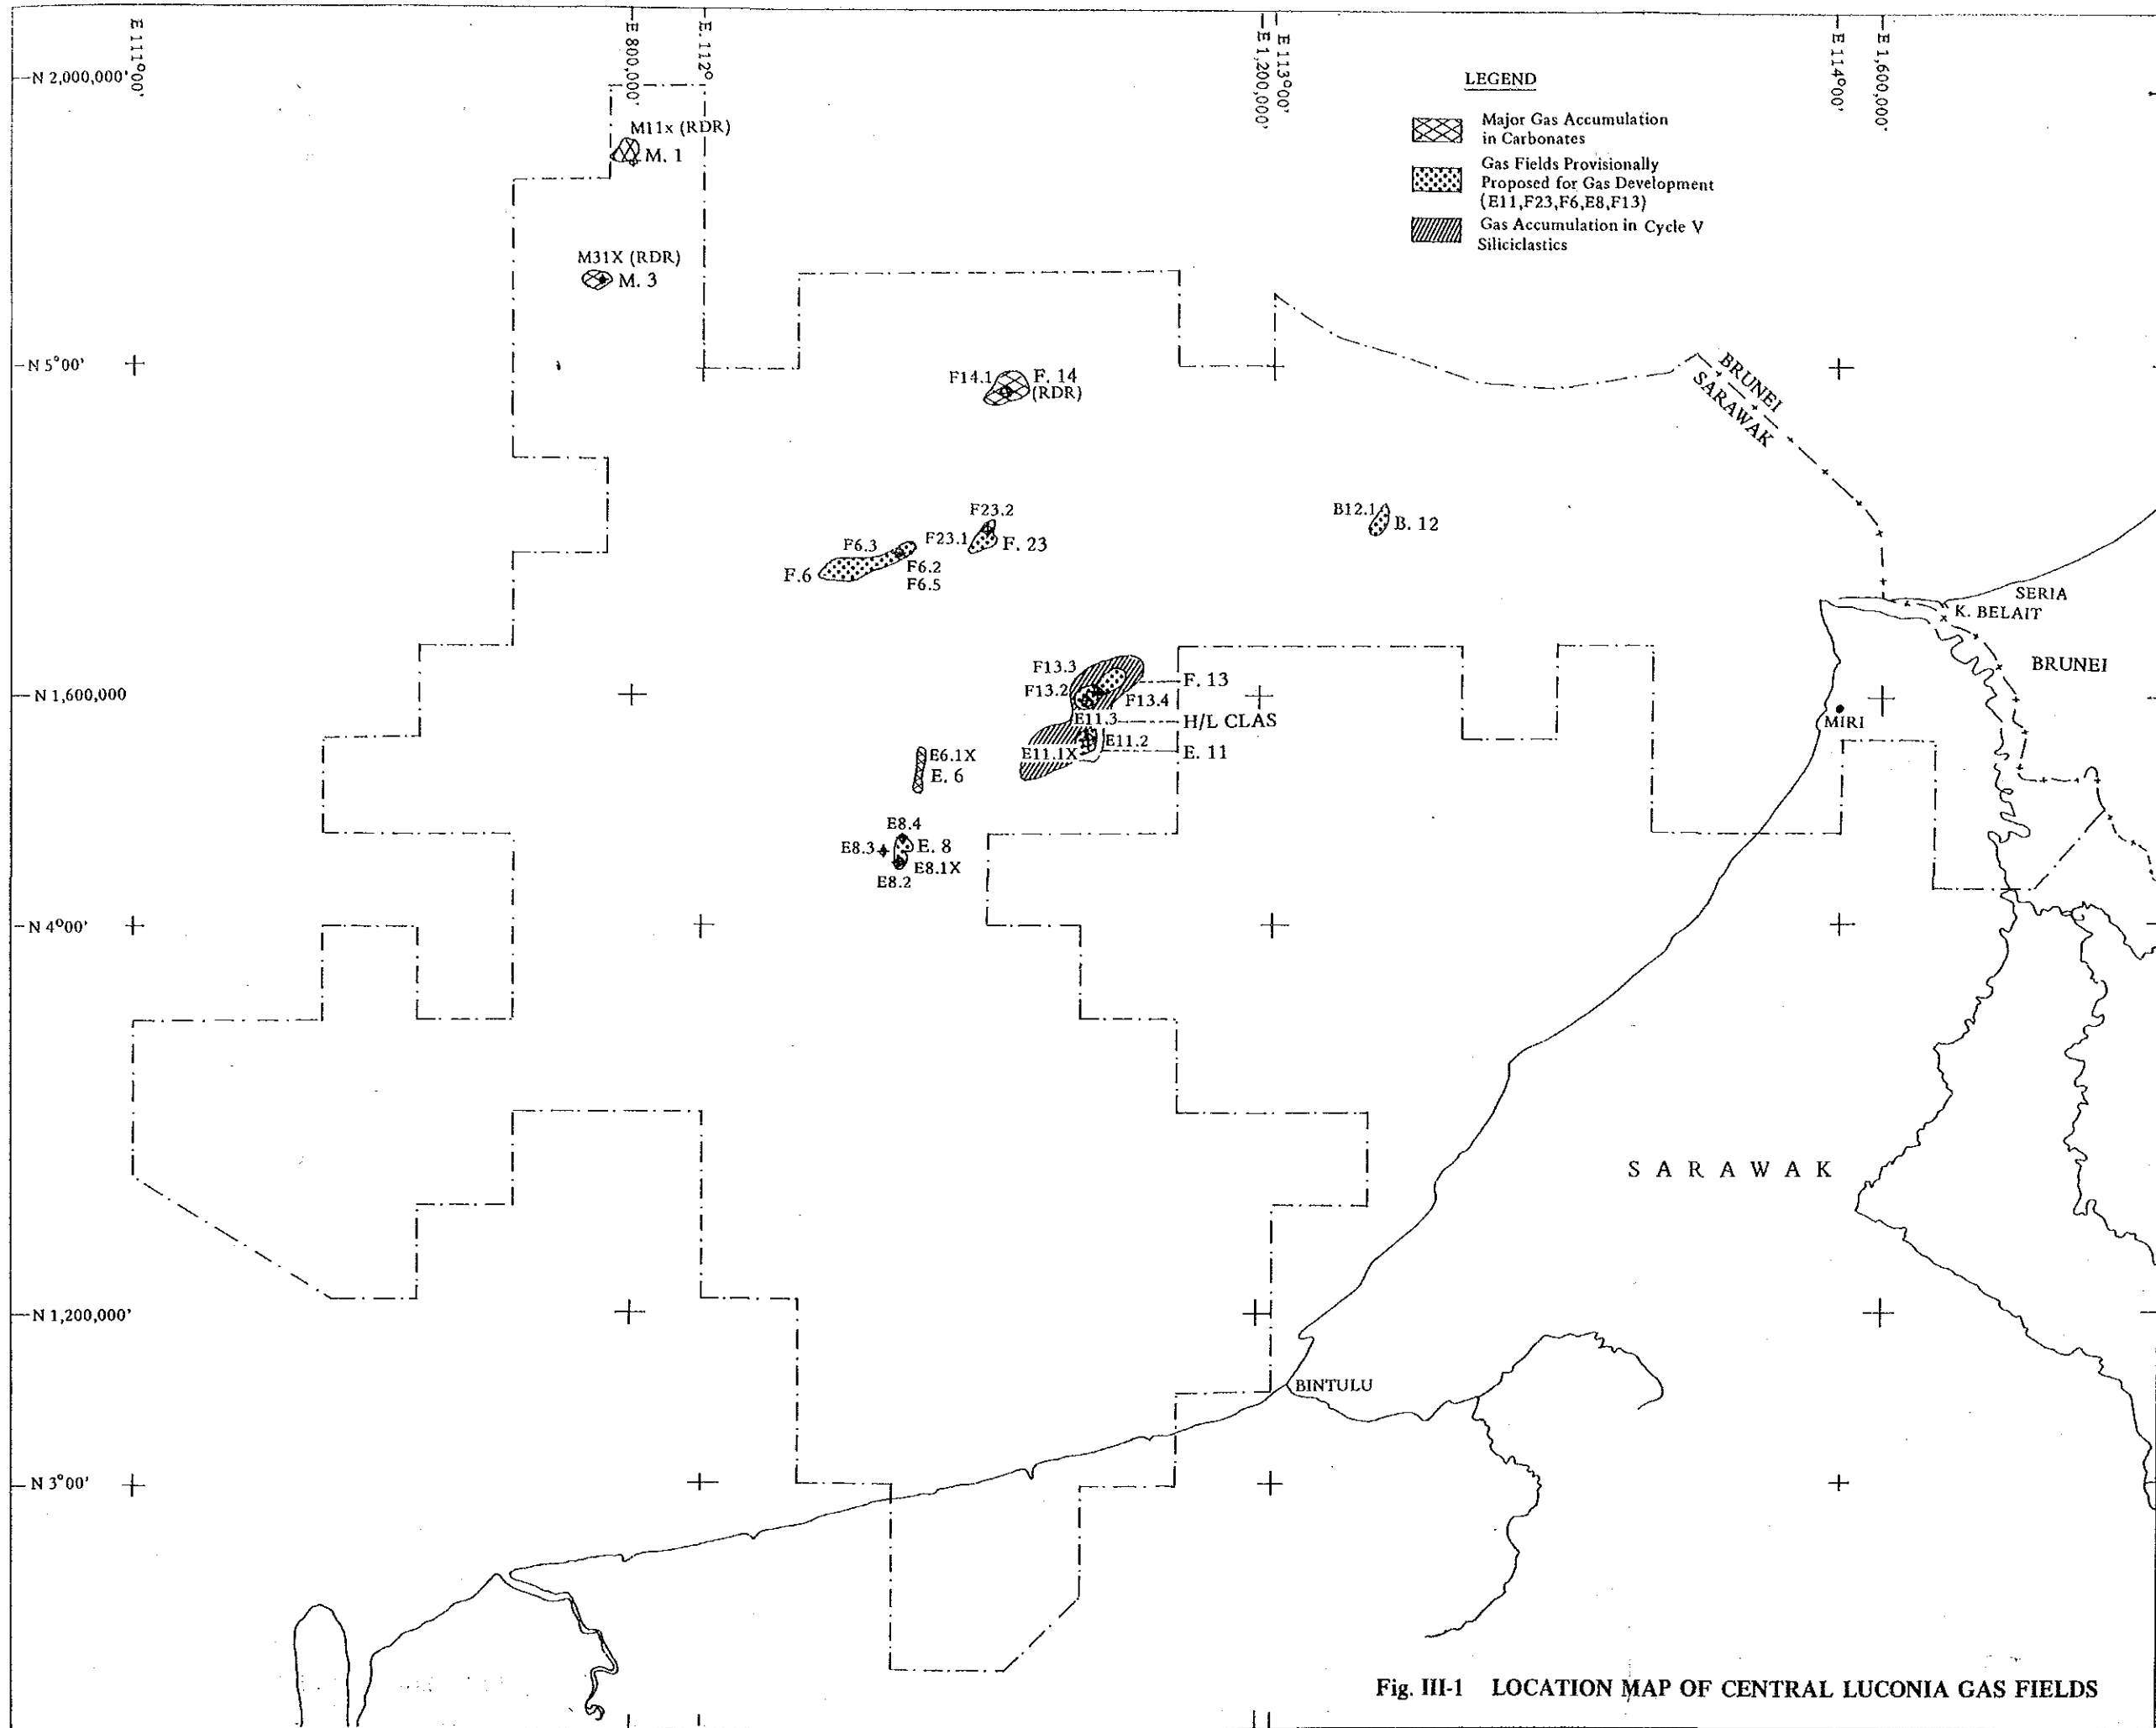 E 111°00'
E 800,000'
E. 112°
E 1,200,000'
E 113°00'
E 114°00'
E 1,600,000'
N 2,000,000'
LEGEND
Major Gas Accumulation
in Carbonates
Gas Fields Provisionally
Proposed for Gas Development
(E11,F23,F6,E8,F13)
Gas Accumulation in Cycle V
Siliciclastics
M11x (RDR)
M. 1
M31X (RDR)
M. 3
N 5°00'
F14.1
F. 14
(RDR)
BRUNEI
SARAWAK
F23.2
F23.1
F. 23
B12.1
B. 12
F6.3
F.6
F6.2
F6.5
SERIA
K. BELAIT
BRUNEI
F13.3
F. 13
F13.2
F13.4
N 1,600,000
E11.3
H/L CLAS
MIRI
E11.2
E11.1X
E. 11
E6.1X
E. 6
E8.4
E8.3
E. 8
E8.1X
E8.2
N 4°00'
SARAWAK
N 1,200,000'
BINTULU
N 3°00'
Fig. III-1 LOCATION MAP OF CENTRAL LUCONIA GAS FIELDS